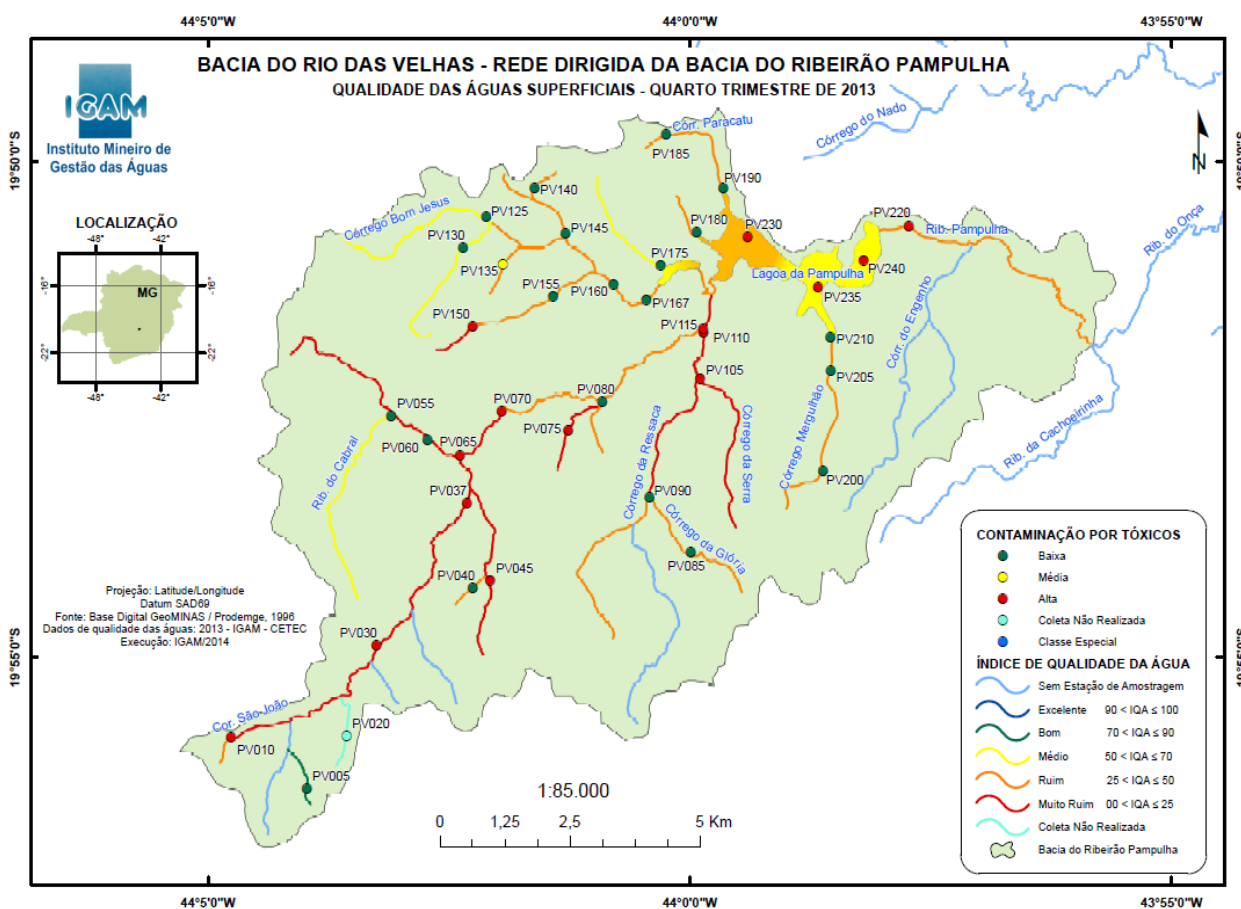 44°5'0"W 44°0'0"W 43°55'0"W
BACIA DO RIO DAS VELHAS - REDE DIRIGIDA DA BACIA DO RIBEIRÃO PAMPULHA
QUALIDADE DAS ÁGUAS SUPERFICIAIS - QUARTO TRIMESTRE DE 2013
IGAM
Instituto Mineiro de
Gestão das Águas
19°50'0"S
19°50'0"S
N
LOCALIZAÇÃO
-48° -42°
-16° -16°
MG
-22° -22°
-48° -42°
Córrego do Nado
Córr. Paracatu
PV185
PV190
PV140
PV125
Córrego Bom Jesus
PV145
PV180
PV230
PV220
Rib. Pampulha
Rib. do Onça
PV130
PV135
PV175
Lagoa da Pampulha
PV240
PV235
PV155
PV160
PV167
Córr. do Engenho
PV150
PV115
PV110
PV210
PV105
PV205
PV070
PV080
PV055
PV075
PV060
PV065
Rib. do Cabral
Córrego da Ressaca
Córrego da Serra
Córrego Mergulhão
PV200
Rib. da Cachoeirinha
PV037
PV090
Córrego da Glória
PV085
PV040
PV045
PV030
Cor. São João
PV010
PV020
PV005
Projeção: Latitude/Longitude
Datum SAD69
Fonte: Base Digital GeoMINAS / Prodemge, 1996
Dados de qualidade das águas: 2013 - IGAM - CETEC
Execução: IGAM/2014
19°55'0"S
19°55'0"S
1:85.000
0 1,25 2,5 5 Km
CONTAMINAÇÃO POR TÓXICOS
Baixa
Média
Alta
Coleta Não Realizada
Classe Especial
ÍNDICE DE QUALIDADE DA ÁGUA
Sem Estação de Amostragem
Excelente 90 < IQA ≤ 100
Bom 70 < IQA ≤ 90
Médio 50 < IQA ≤ 70
Ruim 25 < IQA ≤ 50
Muito Ruim 00 < IQA ≤ 25
Coleta Não Realizada
Bacia do Ribeirão Pampulha
44°5'0"W 44°0'0"W 43°55'0"W